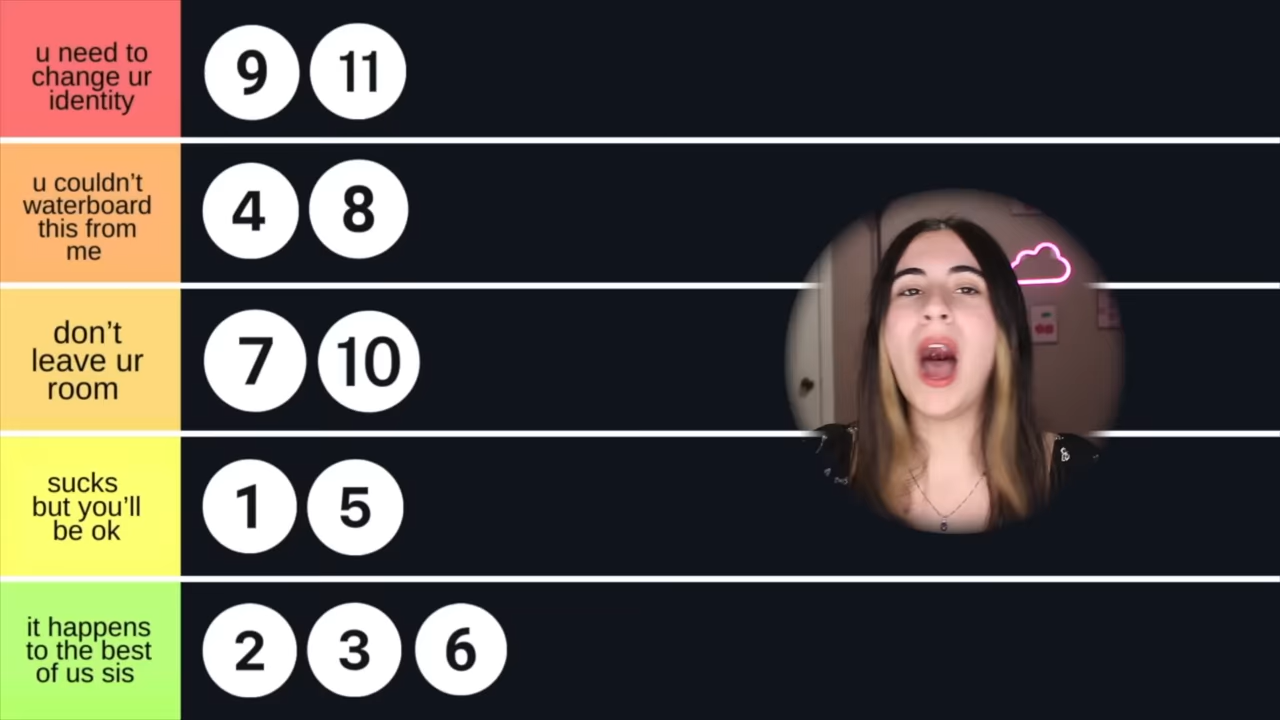 u need to
change ur
identity
9 11
u couldn't
waterboard
this from
me
4 8
don't
leave ur
room
7 10
sucks
but you'll
be ok
1 5
it happens
to the best
of us sis
2 3 6